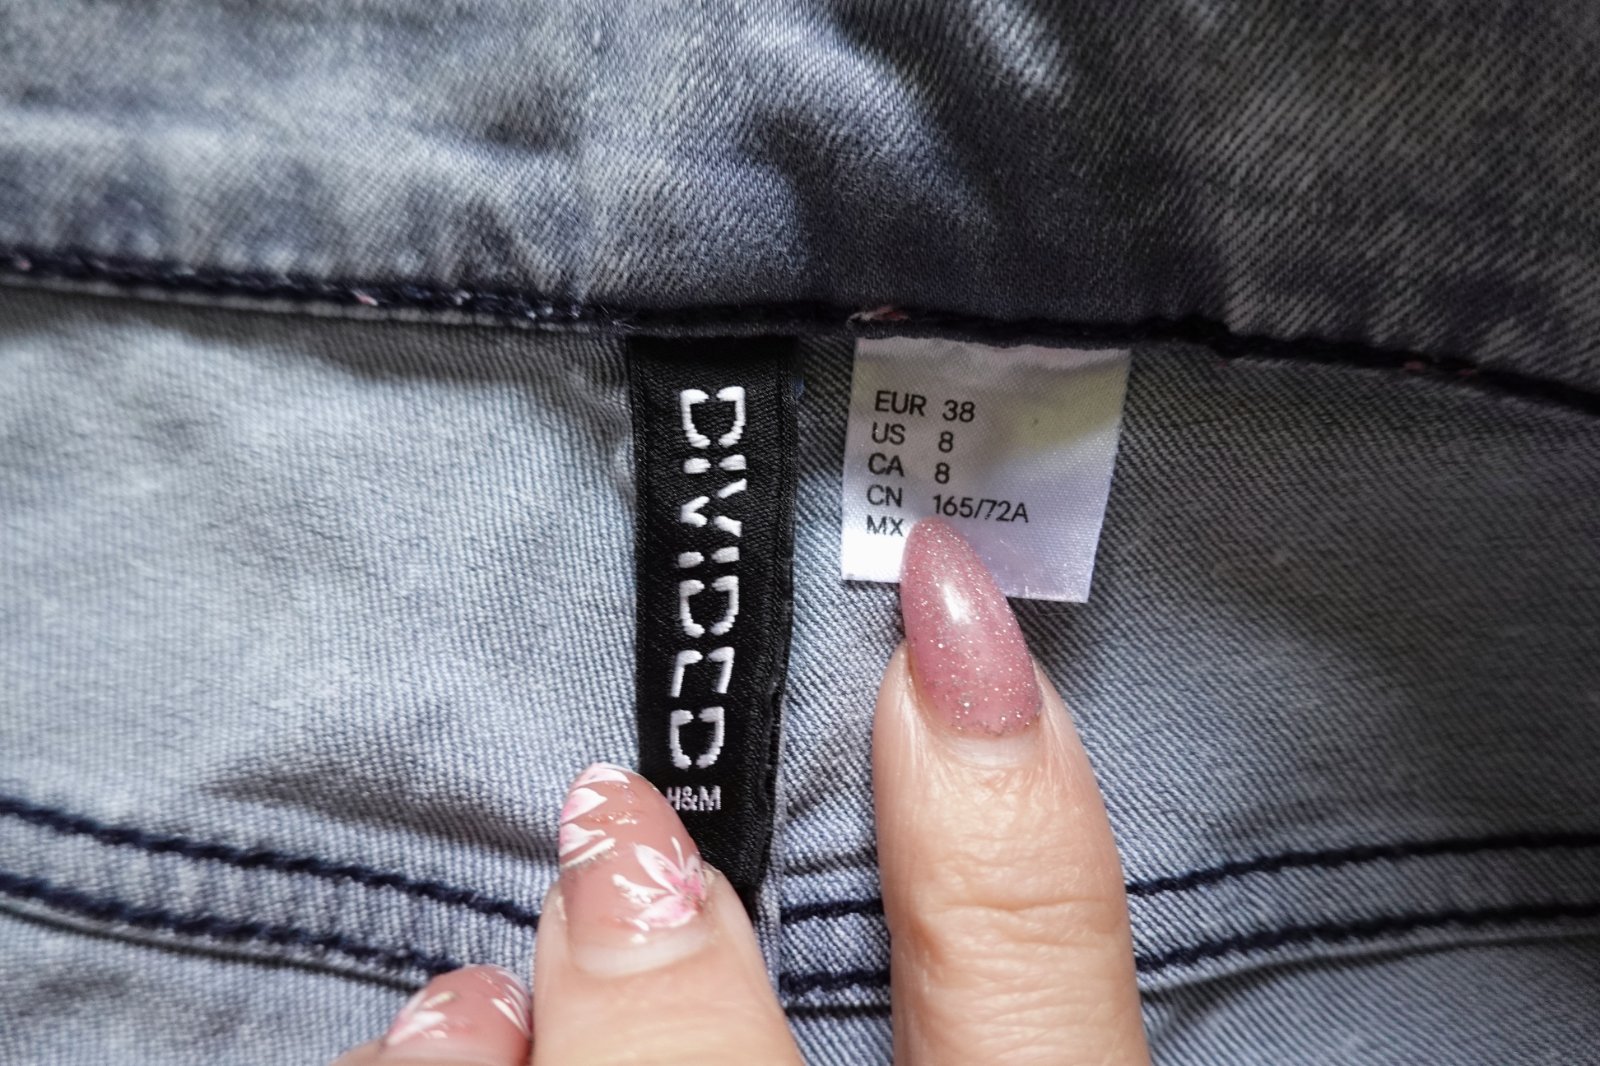 DIVIDED
H&M
EUR 38
US 8
CA 8
CN 165/72A
MX